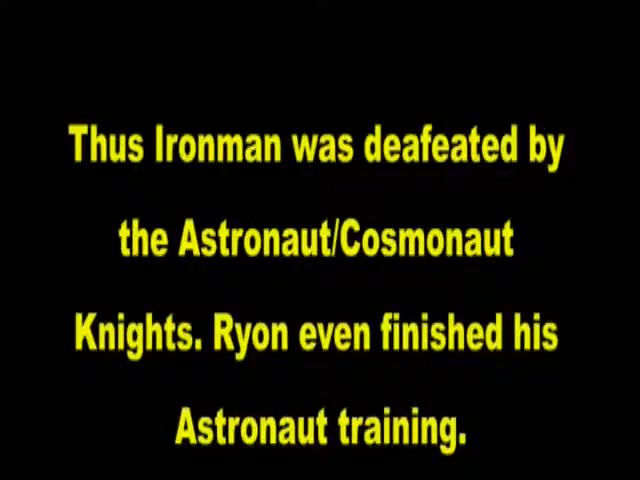 Thus Ironman was deafeated by
the Astronaut/Cosmonaut
Knights. Ryon even finished his
Astronaut training.